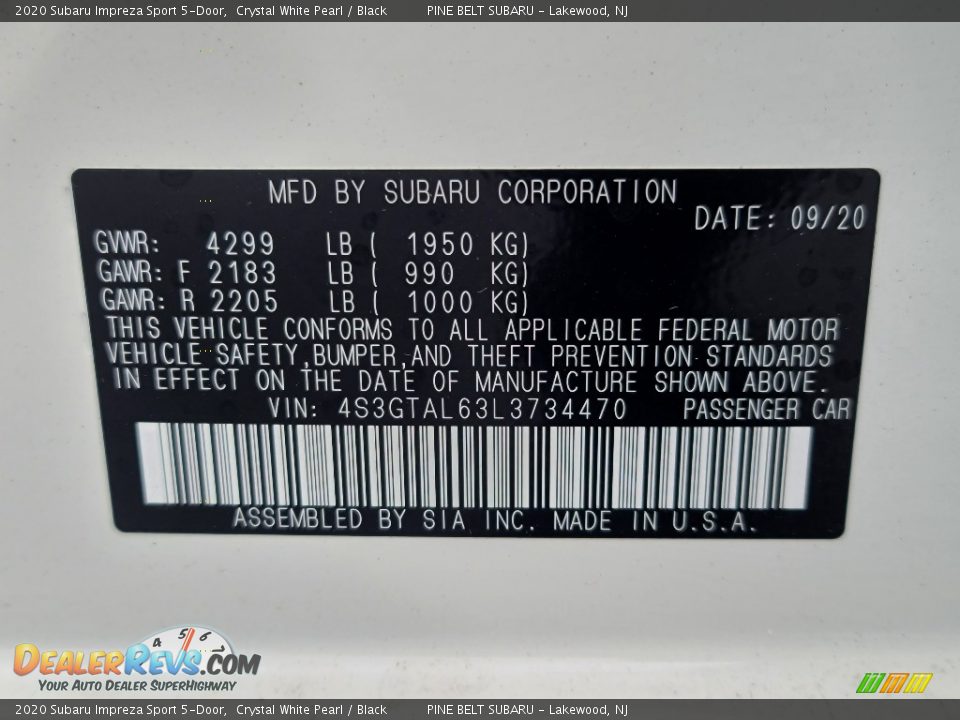 2020 Subaru Impreza Sport 5-Door, Crystal White Pearl / Black PINE BELT SUBARU - Lakewood, NJ
MFD BY SUBARU CORPORATION
DATE: 09/20
GVWR: 4299 LB ( 1950 KG)
GAWR: F 2183 LB ( 990 KG)
GAWR: R 2205 LB ( 1000 KG)
THIS VEHICLE CONFORMS TO ALL APPLICABLE FEDERAL MOTOR
VEHICLE SAFETY,BUMPER,AND THEFT PREVENTION STANDARDS
IN EFFECT ON THE DATE OF MANUFACTURE SHOWN ABOVE.
VIN: 4S3GTAL63L3734470 PASSENGER CAR
ASSEMBLED BY SIA INC. MADE IN U.S.A.
4 5 6
DEALERREVS.COM
YOUR AUTO DEALER SUPERHIGHWAY
2020 Subaru Impreza Sport 5-Door, Crystal White Pearl / Black PINE BELT SUBARU - Lakewood, NJ